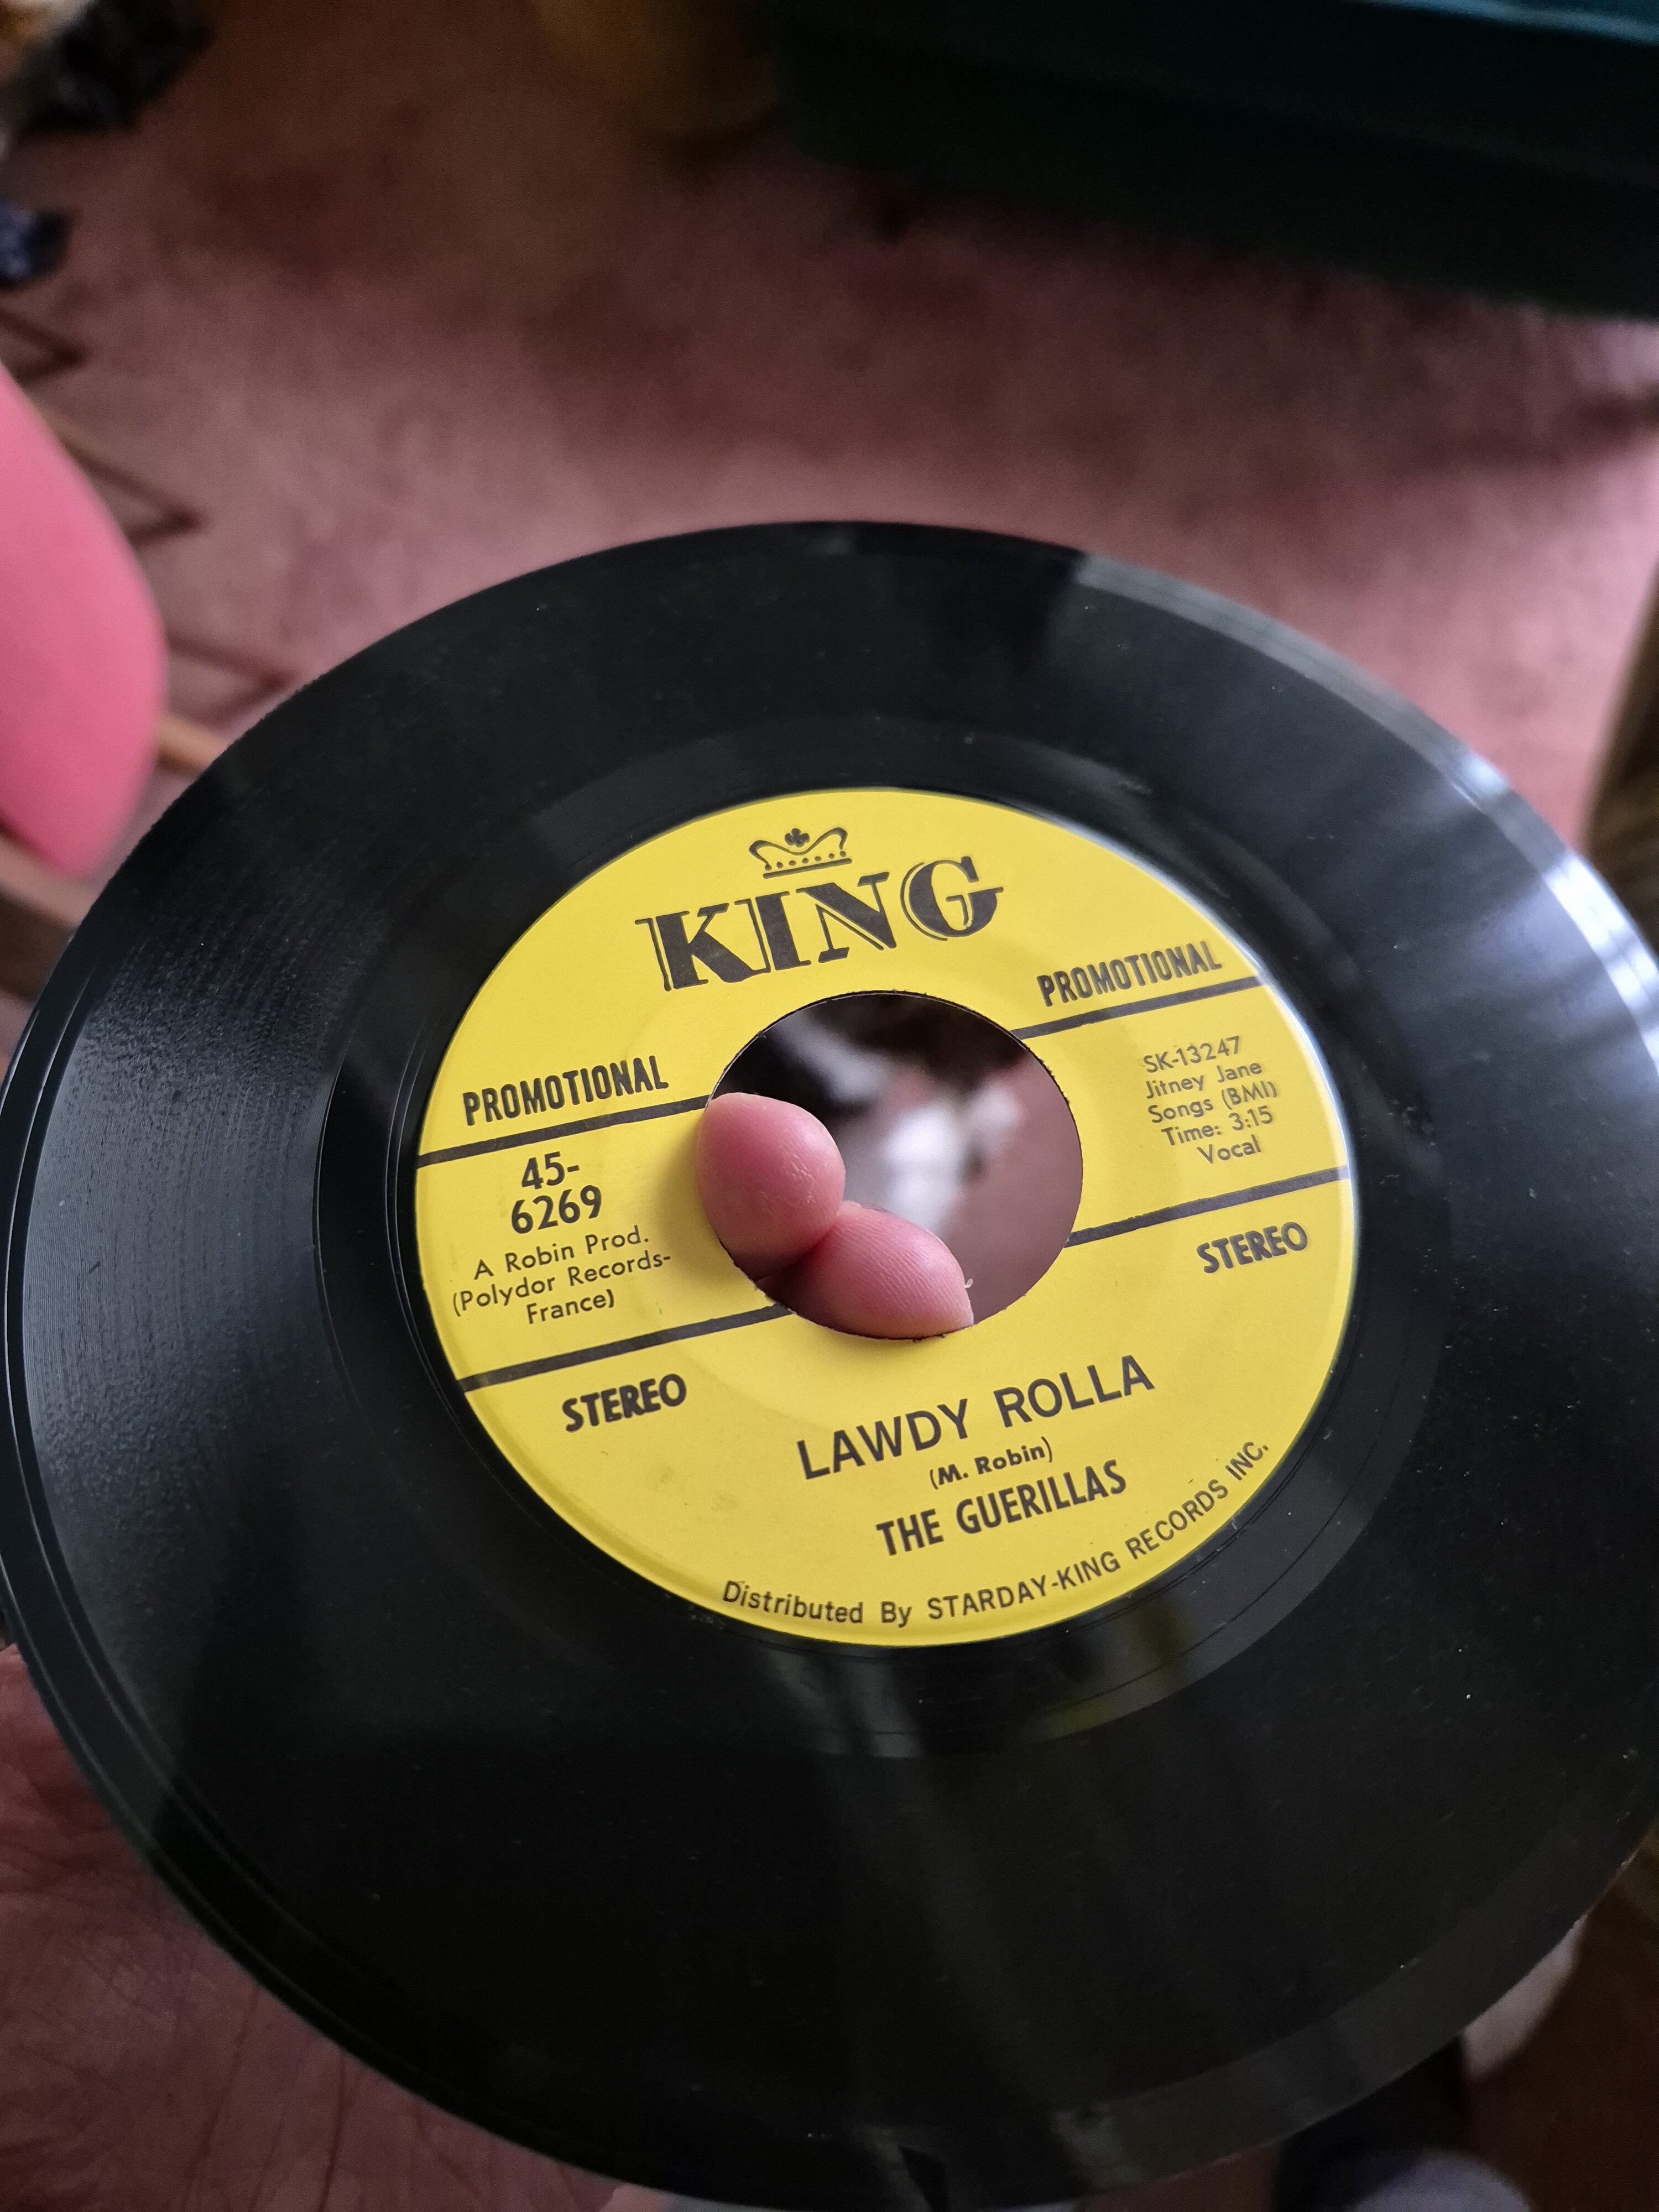 KING
PROMOTIONAL
PROMOTIONAL
45-
6269
A Robin Prod.
(Polydor Records-
France)
SK-13247
Jitney Jane
Songs (BMI)
Time: 3:15
Vocal
STEREO
STEREO
LAWDY ROLLA
(M. Robin)
THE GUERILLAS
Distributed By STARDAY-KING RECORDS INC.